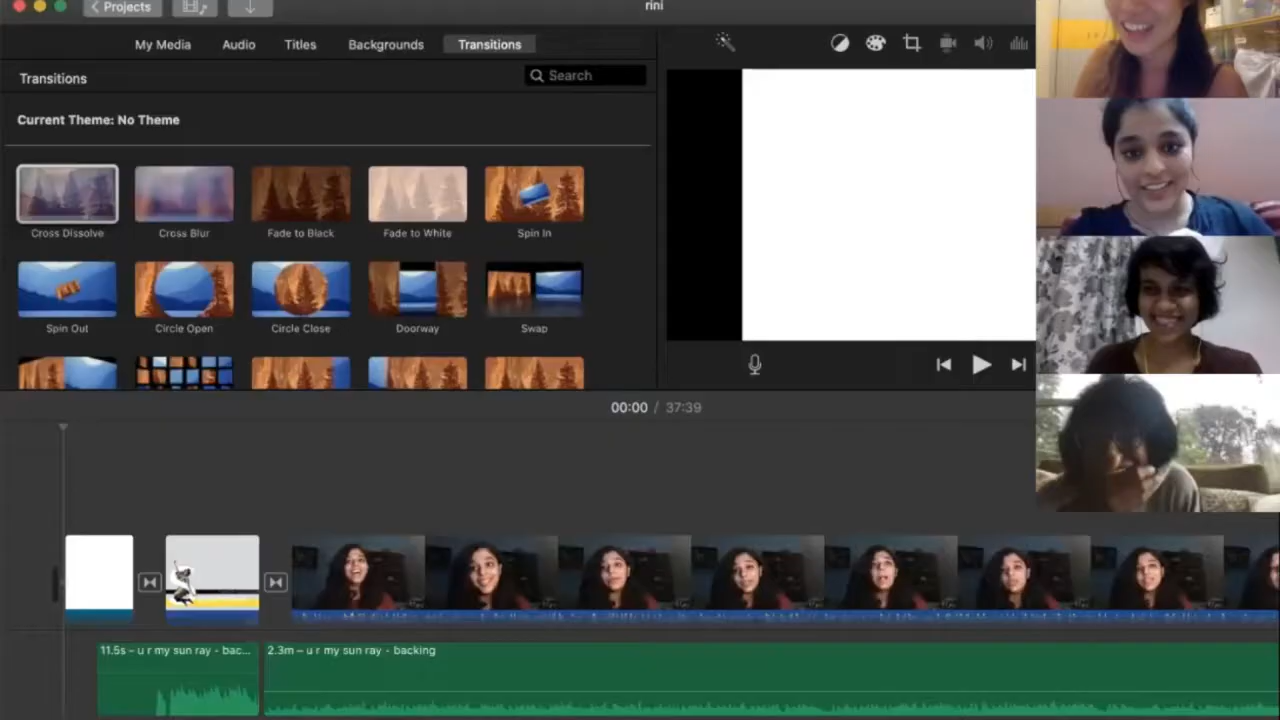 Projects
rini
My Media
Audio
Titles
Backgrounds
Transitions
Transitions
Search
Current Theme: No Theme
Cross Dissolve
Cross Blur
Fade to Black
Fade to White
Spin In
Spin Out
Circle Open
Circle Close
Doorway
Swap
00:00 / 37:39
11.5s – u r my sun ray - bac...
2.3m – u r my sun ray - backing